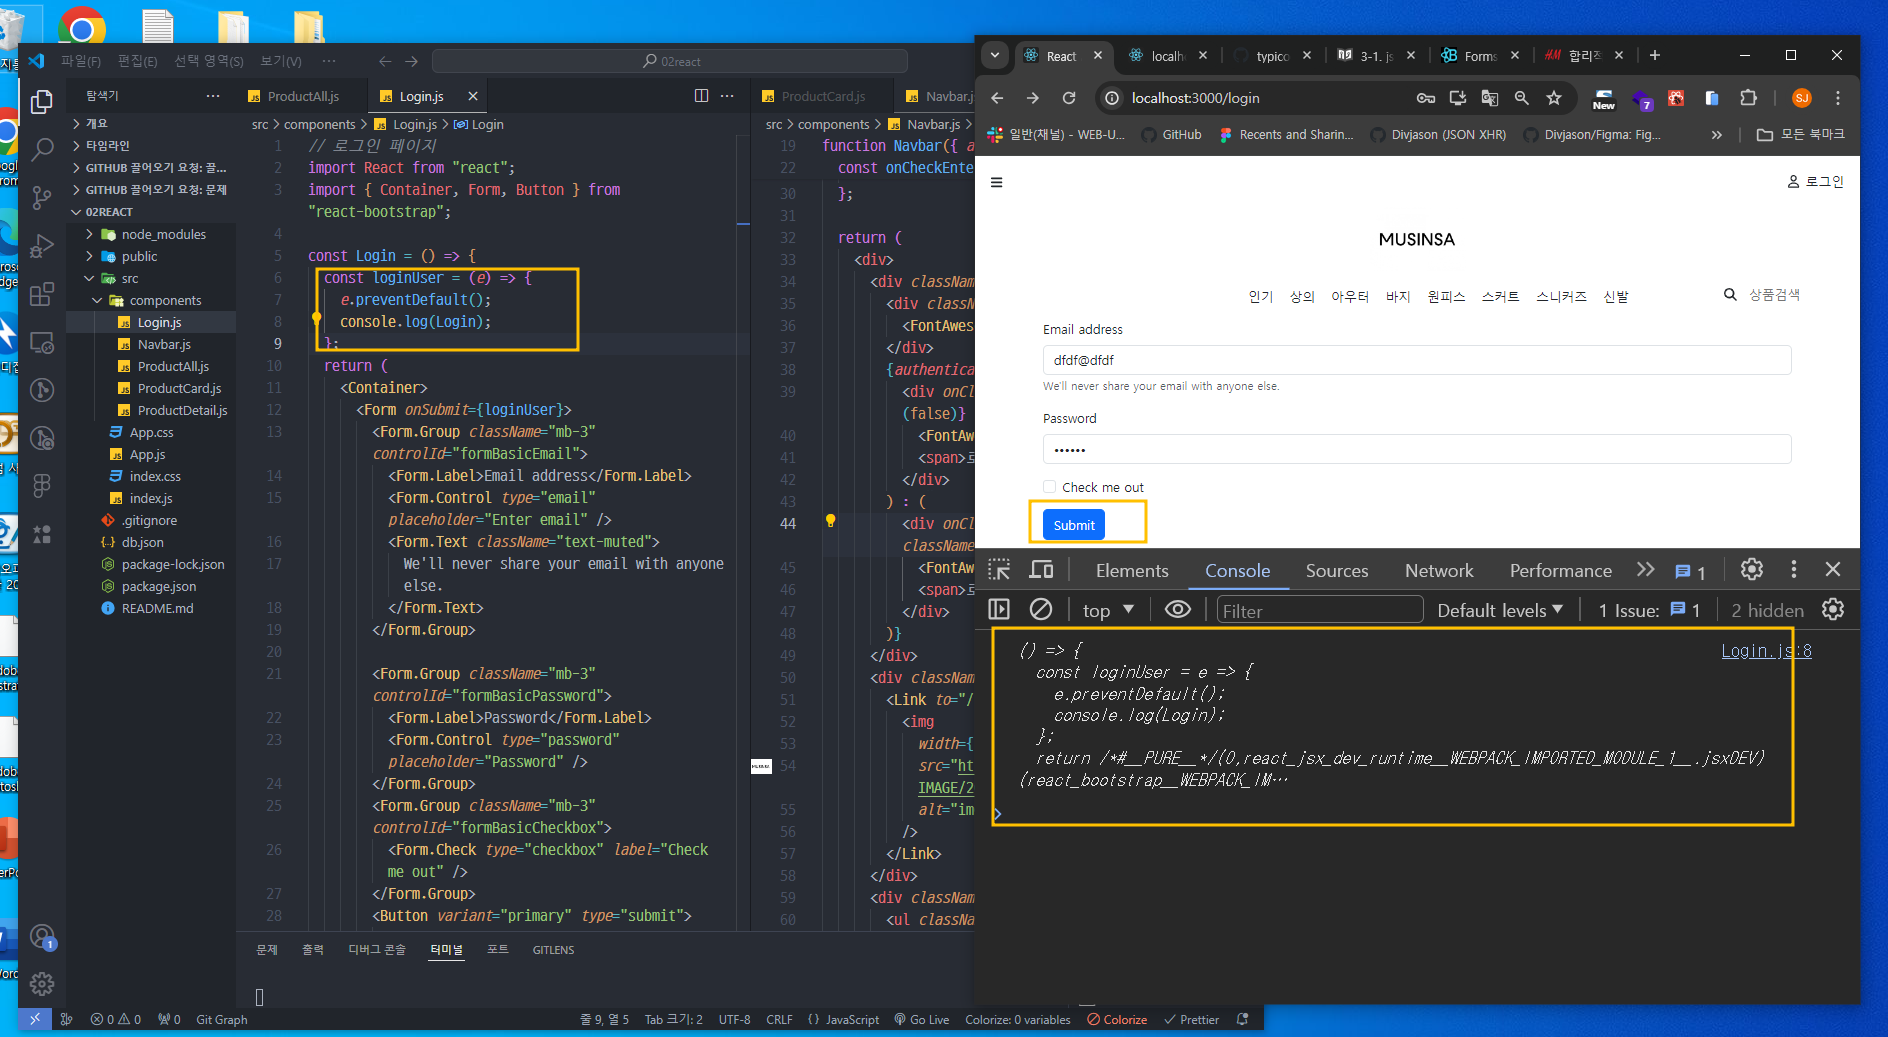 파일(F) 편집(E) 선택 영역(S) 보기(V) ···
02react
탐색기 ···
개요
타임라인
GITHUB 끌어오기 요청: 끌...
GITHUB 끌어오기 요청: 문제
02REACT
node_modules
public
src
components
Login.js
Navbar.js
ProductAll.js
ProductCard.js
ProductDetail.js
App.css
App.js
index.css
index.js
.gitignore
db.json
package-lock.json
package.json
README.md
ProductAll.js Login.js
src > components > Login.js > Login
1 // 로그인 페이지
2 import React from "react";
3 import { Container, Form, Button } from
"react-bootstrap";
4
5 const Login = () => {
6 const loginUser = (e) => {
7 e.preventDefault();
8 console.log(Login);
9 };
10 return (
11 <Container>
12 <Form onSubmit={loginUser}>
13 <Form.Group className="mb-3"
controlId="formBasicEmail">
14 <Form.Label>Email address</Form.Label>
15 <Form.Control type="email"
placeholder="Enter email" />
16 <Form.Text className="text-muted">
17 We'll never share your email with anyone
else.
18 </Form.Text>
19 </Form.Group>
20
21 <Form.Group className="mb-3"
controlId="formBasicPassword">
22 <Form.Label>Password</Form.Label>
23 <Form.Control type="password"
placeholder="Password" />
24 </Form.Group>
25 <Form.Group className="mb-3"
controlId="formBasicCheckbox">
26 <Form.Check type="checkbox" label="Check
me out" />
27 </Form.Group>
28 <Button variant="primary" type="submit">
ProductCard.js Navbar.j
src > components > Navbar.js >
19 function Navbar({ a
22 const onCheckEnte
30 };
31
32 return (
33 <div>
34 <div classNam
35 <div classN
36 <FontAwes
37 </div>
38 {authentica
39 <div onCl
(false)}
40 <FontAw
41 <span>로
42 </div>
43 ) : (
44 <div onCl
className
45 <FontAw
46 <span>로
47 </div>
48 )}
49 </div>
50 <div classNam
51 <Link to="/
52 <img
53 width={
54 src="ht
IMAGE/2
55 alt="im
56 />
57 </Link>
58 </div>
59 <div classNam
60 <ul classNa
문제 출력 디버그 콘솔 터미널 포트 GITLENS
1
0 0 0 Git Graph 줄 9, 열 5 Tab 크기: 2 UTF-8 CRLF {} JavaScript Go Live Colorize: 0 variables Colorize Prettier
React localh typico 3-1. js Forms 합리적
localhost:3000/login
New 7 SJ
일반(채널) - WEB-U... GitHub Recents and Sharin... Divjason (JSON XHR) Divjason/Figma: Fig... » 모든 북마크
로그인
MUSINSA
인기 상의 아우터 바지 원피스 스커트 스니커즈 신발 상품검색
Email address
dfdf@dfdf
We'll never share your email with anyone else.
Password
••••••
Check me out
Submit
Elements Console Sources Network Performance 1
top Filter Default levels 1 Issue: 1 2 hidden
() => { Login.js:8
const loginUser = e => {
e.preventDefault();
console.log(Login);
};
return /*#__PURE__*/(0,react_jsx_dev_runtime__WEBPACK_IMPORTED_MODULE_1__.jsxDEV)
(react_bootstrap__WEBPACK_IM…